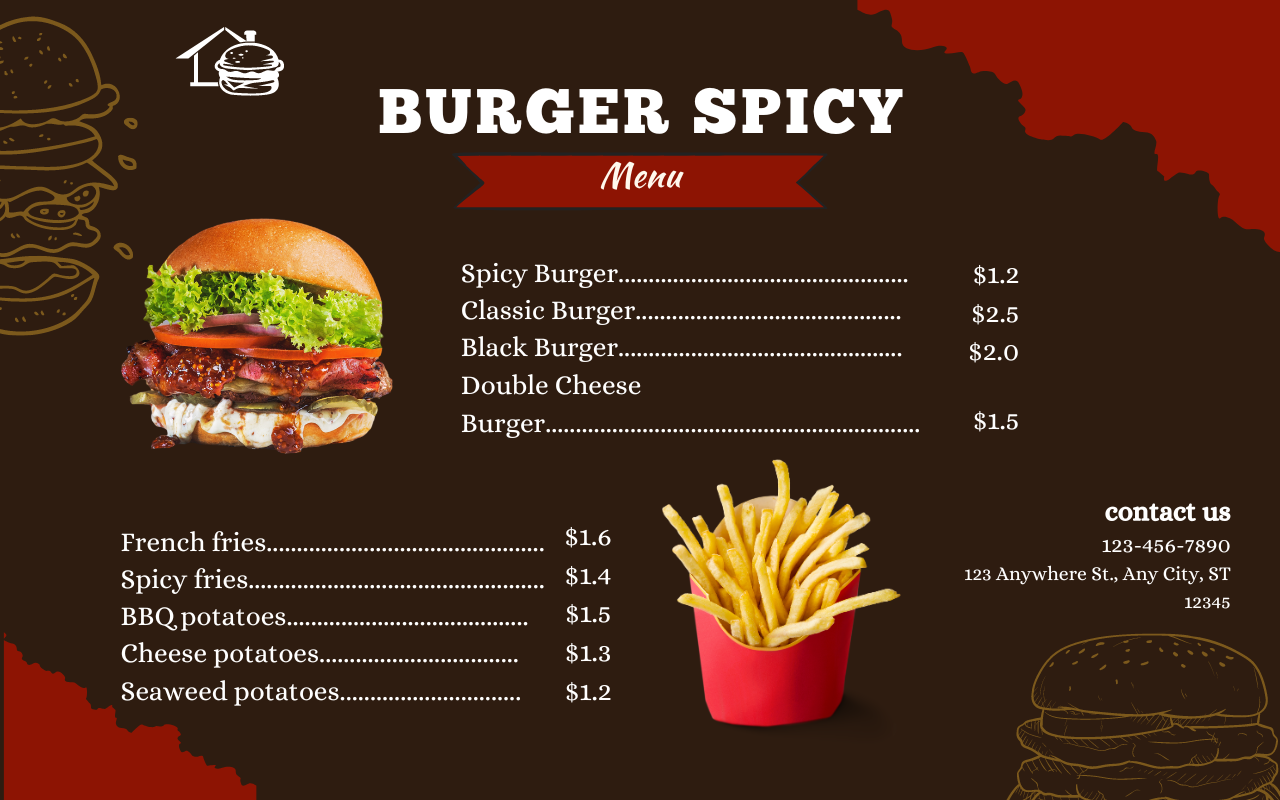 BURGER SPICY
Menu
Spicy Burger................................................................................ $1.2
Classic Burger......................................................................... $2.5
Black Burger.............................................................................. $2.0
Double Cheese
Burger....................................................................................................... $1.5
French fries............................................................................ $1.6
Spicy fries................................................................................. $1.4
BBQ potatoes.................................................................. $1.5
Cheese potatoes...................................................... $1.3
Seaweed potatoes................................................. $1.2
contact us
123-456-7890
123 Anywhere St., Any City, ST
12345